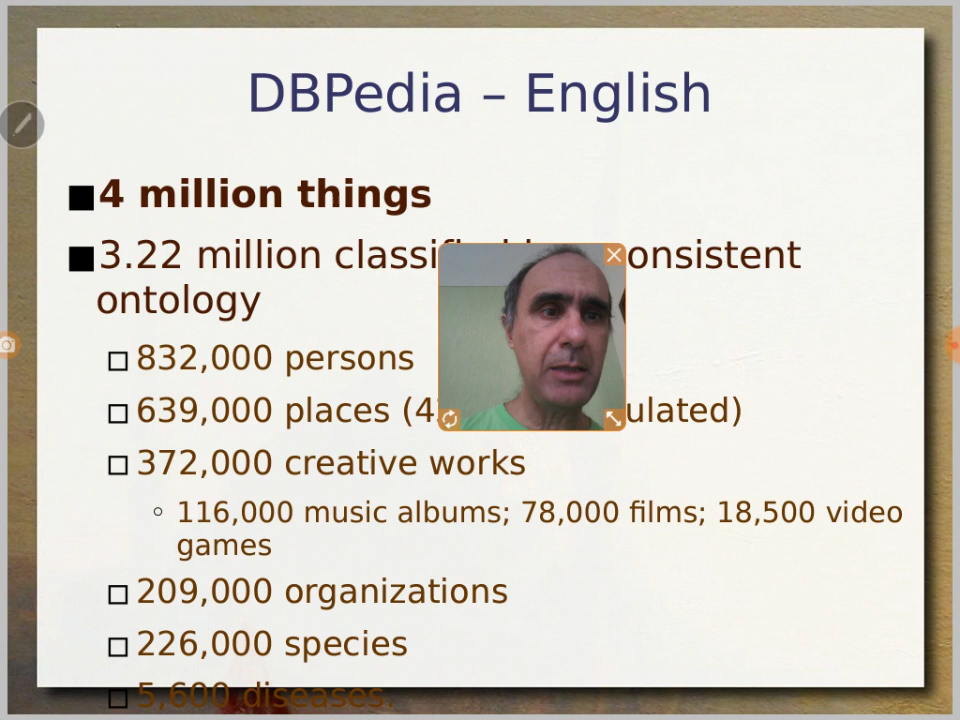 DBPedia – English
4 million things
3.22 million onsistent
ontology
832,000 persons
639,000 places ulated)
372,000 creative works
116,000 music albums; 78,000 films; 18,500 video
games
209,000 organizations
226,000 species
5,600 diseases.